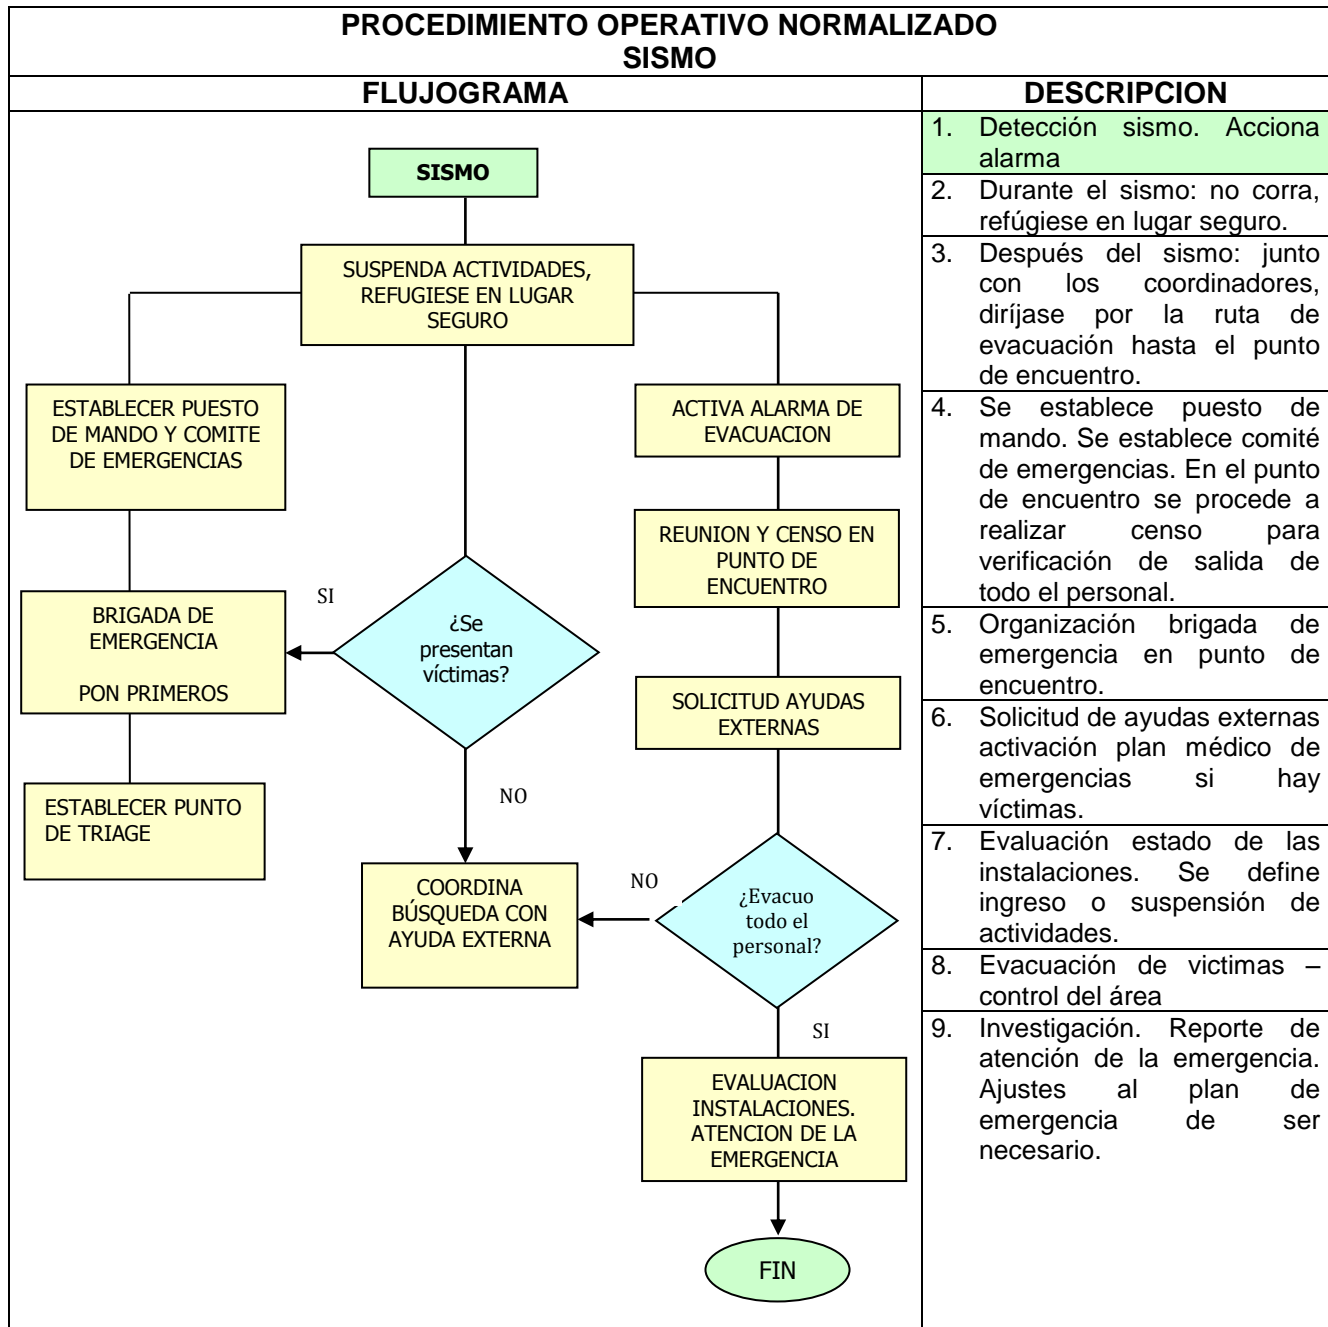 PROCEDIMIENTO OPERATIVO NORMALIZADO
SISMO
FLUJOGRAMA
SISMO
SUSPENDA ACTIVIDADES,
REFUGIESE EN LUGAR
SEGURO
ESTABLECER PUESTO
DE MANDO Y COMITE
DE EMERGENCIAS
ACTIVA ALARMA DE
EVACUACION
REUNION Y CENSO EN
PUNTO DE
ENCUENTRO
SI
BRIGADA DE
EMERGENCIA
PON PRIMEROS
¿Se
presentan
víctimas?
SOLICITUD AYUDAS
EXTERNAS
NO
ESTABLECER PUNTO
DE TRIAGE
COORDINA
BÚSQUEDA CON
AYUDA EXTERNA
NO
¿Evacuo
todo el
personal?
SI
EVALUACION
INSTALACIONES.
ATENCION DE LA
EMERGENCIA
FIN
DESCRIPCION
1. Detección sismo. Acciona
alarma
2. Durante el sismo: no corra,
refúgiese en lugar seguro.
3. Después del sismo: junto
con los coordinadores,
diríjase por la ruta de
evacuación hasta el punto
de encuentro.
4. Se establece puesto de
mando. Se establece comité
de emergencias. En el punto
de encuentro se procede a
realizar censo para
verificación de salida de
todo el personal.
5. Organización brigada de
emergencia en punto de
encuentro.
6. Solicitud de ayudas externas
activación plan médico de
emergencias si hay
víctimas.
7. Evaluación estado de las
instalaciones. Se define
ingreso o suspensión de
actividades.
8. Evacuación de victimas –
control del área
9. Investigación. Reporte de
atención de la emergencia.
Ajustes al plan de
emergencia de ser
necesario.